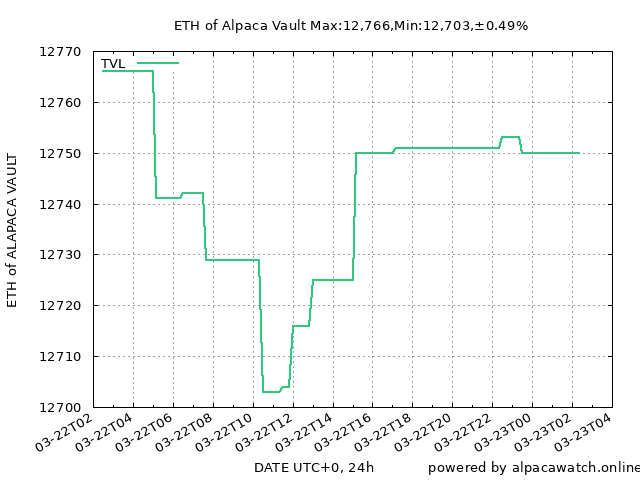 ETH of Alpaca Vault Max:12,766,Min:12,703,±0.49%
12770
TVL
12760
12750
12740
12730
12720
12710
12700
ETH of ALAPACA VAULT
03-22T02
03-22T04
03-22T06
03-22T08
03-22T10
03-22T12
03-22T14
03-22T16
03-22T18
03-22T20
03-22T22
03-23T00
03-23T02
03-23T04
DATE UTC+0, 24h
powered by alpacawatch.online